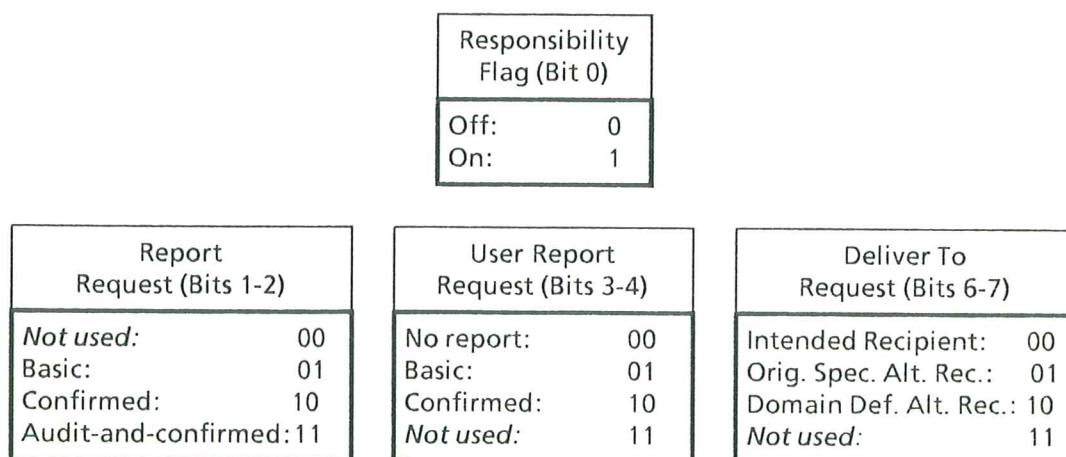 Responsibility
Flag (Bit 0)
Off: 0
On: 1
Report
Request (Bits 1-2)
Not used: 00
Basic: 01
Confirmed: 10
Audit-and-confirmed: 11
User Report
Request (Bits 3-4)
No report: 00
Basic: 01
Confirmed: 10
Not used: 11
Deliver To
Request (Bits 6-7)
Intended Recipient: 00
Orig. Spec. Alt. Rec.: 01
Domain Def. Alt. Rec.: 10
Not used: 11